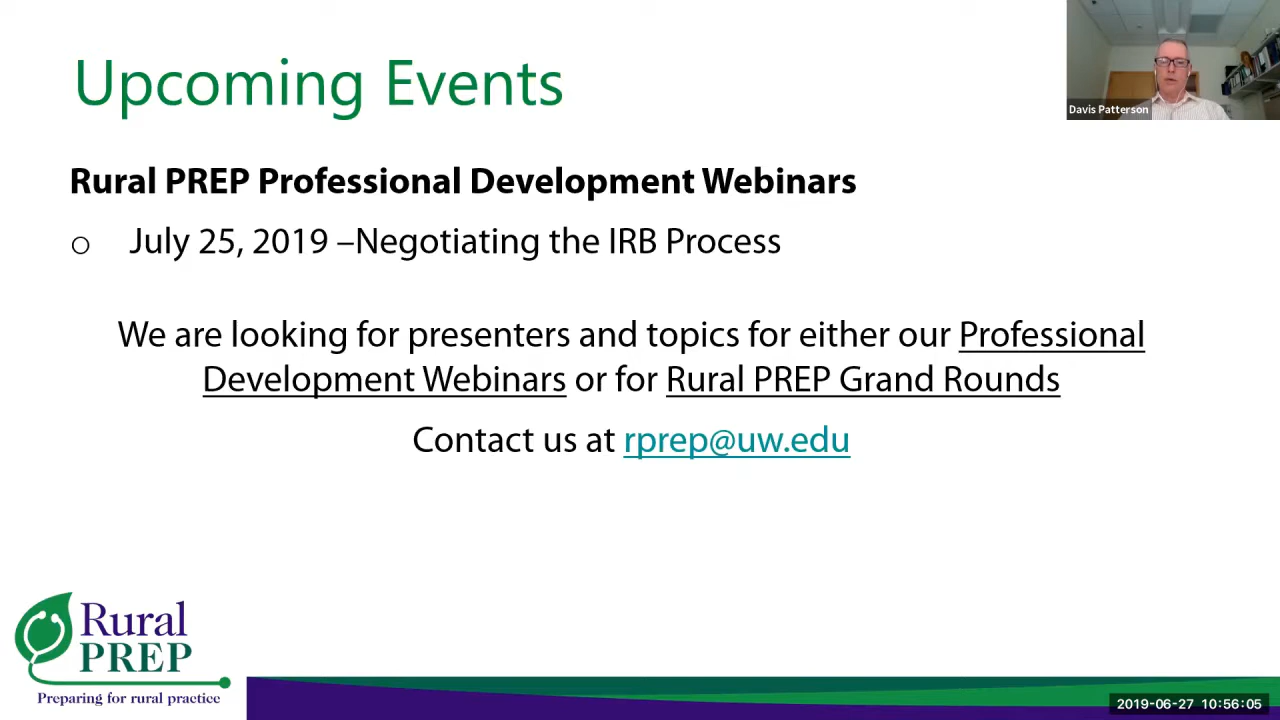 Upcoming Events
Davis Patterson
Rural PREP Professional Development Webinars
o July 25, 2019 –Negotiating the IRB Process
We are looking for presenters and topics for either our Professional
Development Webinars or for Rural PREP Grand Rounds
Contact us at rprep@uw.edu
Rural
PREP
Preparing for rural practice
2019-06-27 10:56:05